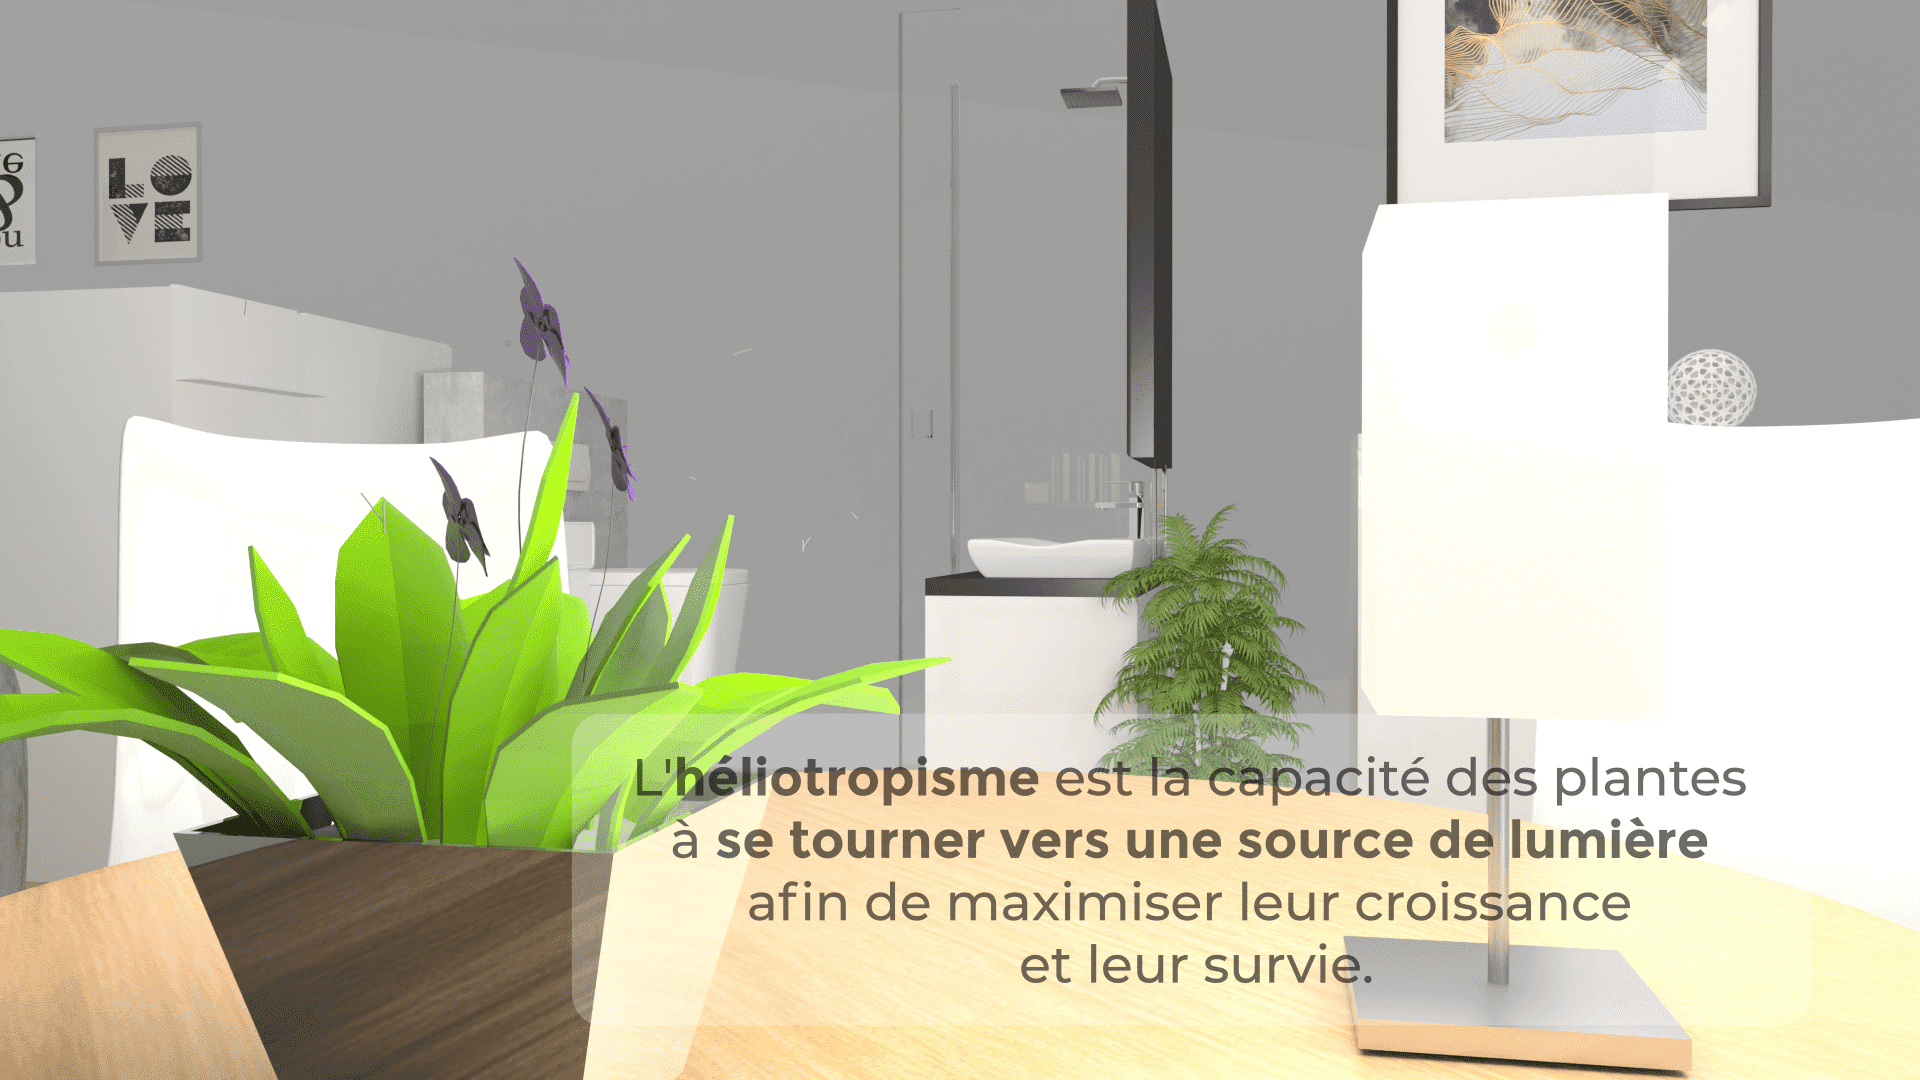 LO
VE
L'héliotropisme est la capacité des plantes
à se tourner vers une source de lumière
afin de maximiser leur croissance
et leur survie.